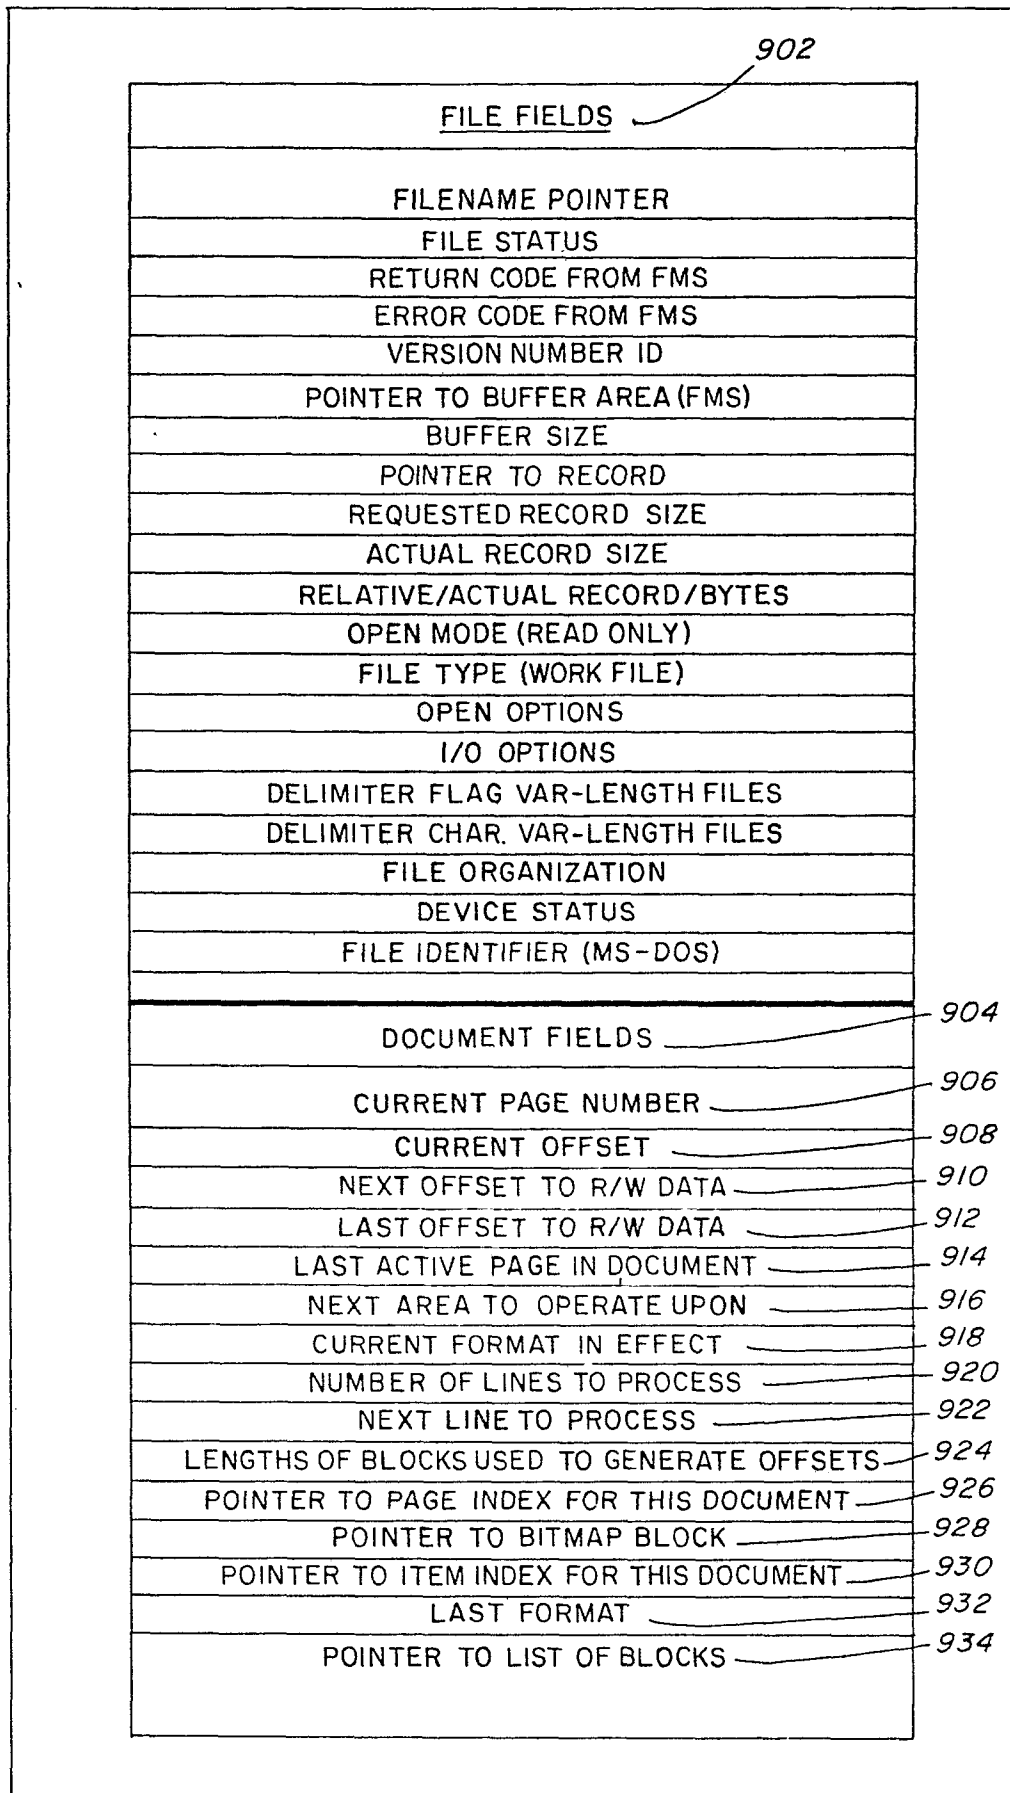 902
FILE FIELDS
FILENAME POINTER
FILE STATUS
RETURN CODE FROM FMS
ERROR CODE FROM FMS
VERSION NUMBER ID
POINTER TO BUFFER AREA (FMS)
BUFFER SIZE
POINTER TO RECORD
REQUESTED RECORD SIZE
ACTUAL RECORD SIZE
RELATIVE/ACTUAL RECORD/BYTES
OPEN MODE (READ ONLY)
FILE TYPE (WORK FILE)
OPEN OPTIONS
I/O OPTIONS
DELIMITER FLAG VAR-LENGTH FILES
DELIMITER CHAR. VAR-LENGTH FILES
FILE ORGANIZATION
DEVICE STATUS
FILE IDENTIFIER (MS-DOS)
DOCUMENT FIELDS 904
CURRENT PAGE NUMBER 906
CURRENT OFFSET 908
NEXT OFFSET TO R/W DATA 910
LAST OFFSET TO R/W DATA 912
LAST ACTIVE PAGE IN DOCUMENT 914
NEXT AREA TO OPERATE UPON 916
CURRENT FORMAT IN EFFECT 918
NUMBER OF LINES TO PROCESS 920
NEXT LINE TO PROCESS 922
LENGTHS OF BLOCKS USED TO GENERATE OFFSETS 924
POINTER TO PAGE INDEX FOR THIS DOCUMENT 926
POINTER TO BITMAP BLOCK 928
POINTER TO ITEM INDEX FOR THIS DOCUMENT 930
LAST FORMAT 932
POINTER TO LIST OF BLOCKS 934